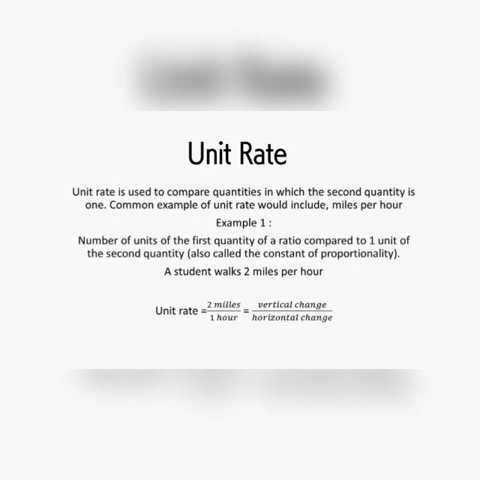 Unit Rate
Unit rate is used to compare quantities in which the second quantity is
one. Common example of unit rate would include, miles per hour
Example 1 :
Number of units of the first quantity of a ratio compared to 1 unit of
the second quantity (also called the constant of proportionality).
A student walks 2 miles per hour
Unit rate = 2 milles / 1 hour = vertical change / horizontal change